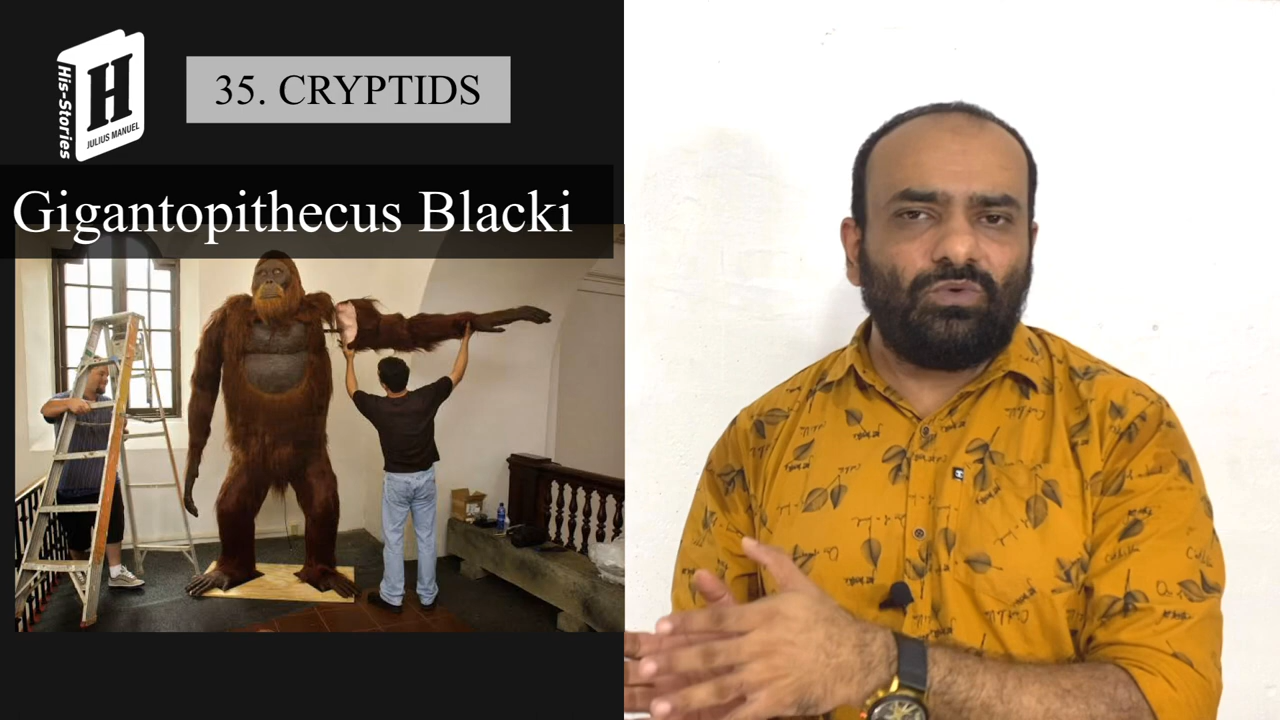 His-Stories
H
JULIUS MANUEL
35. CRYPTIDS
Gigantopithecus Blacki